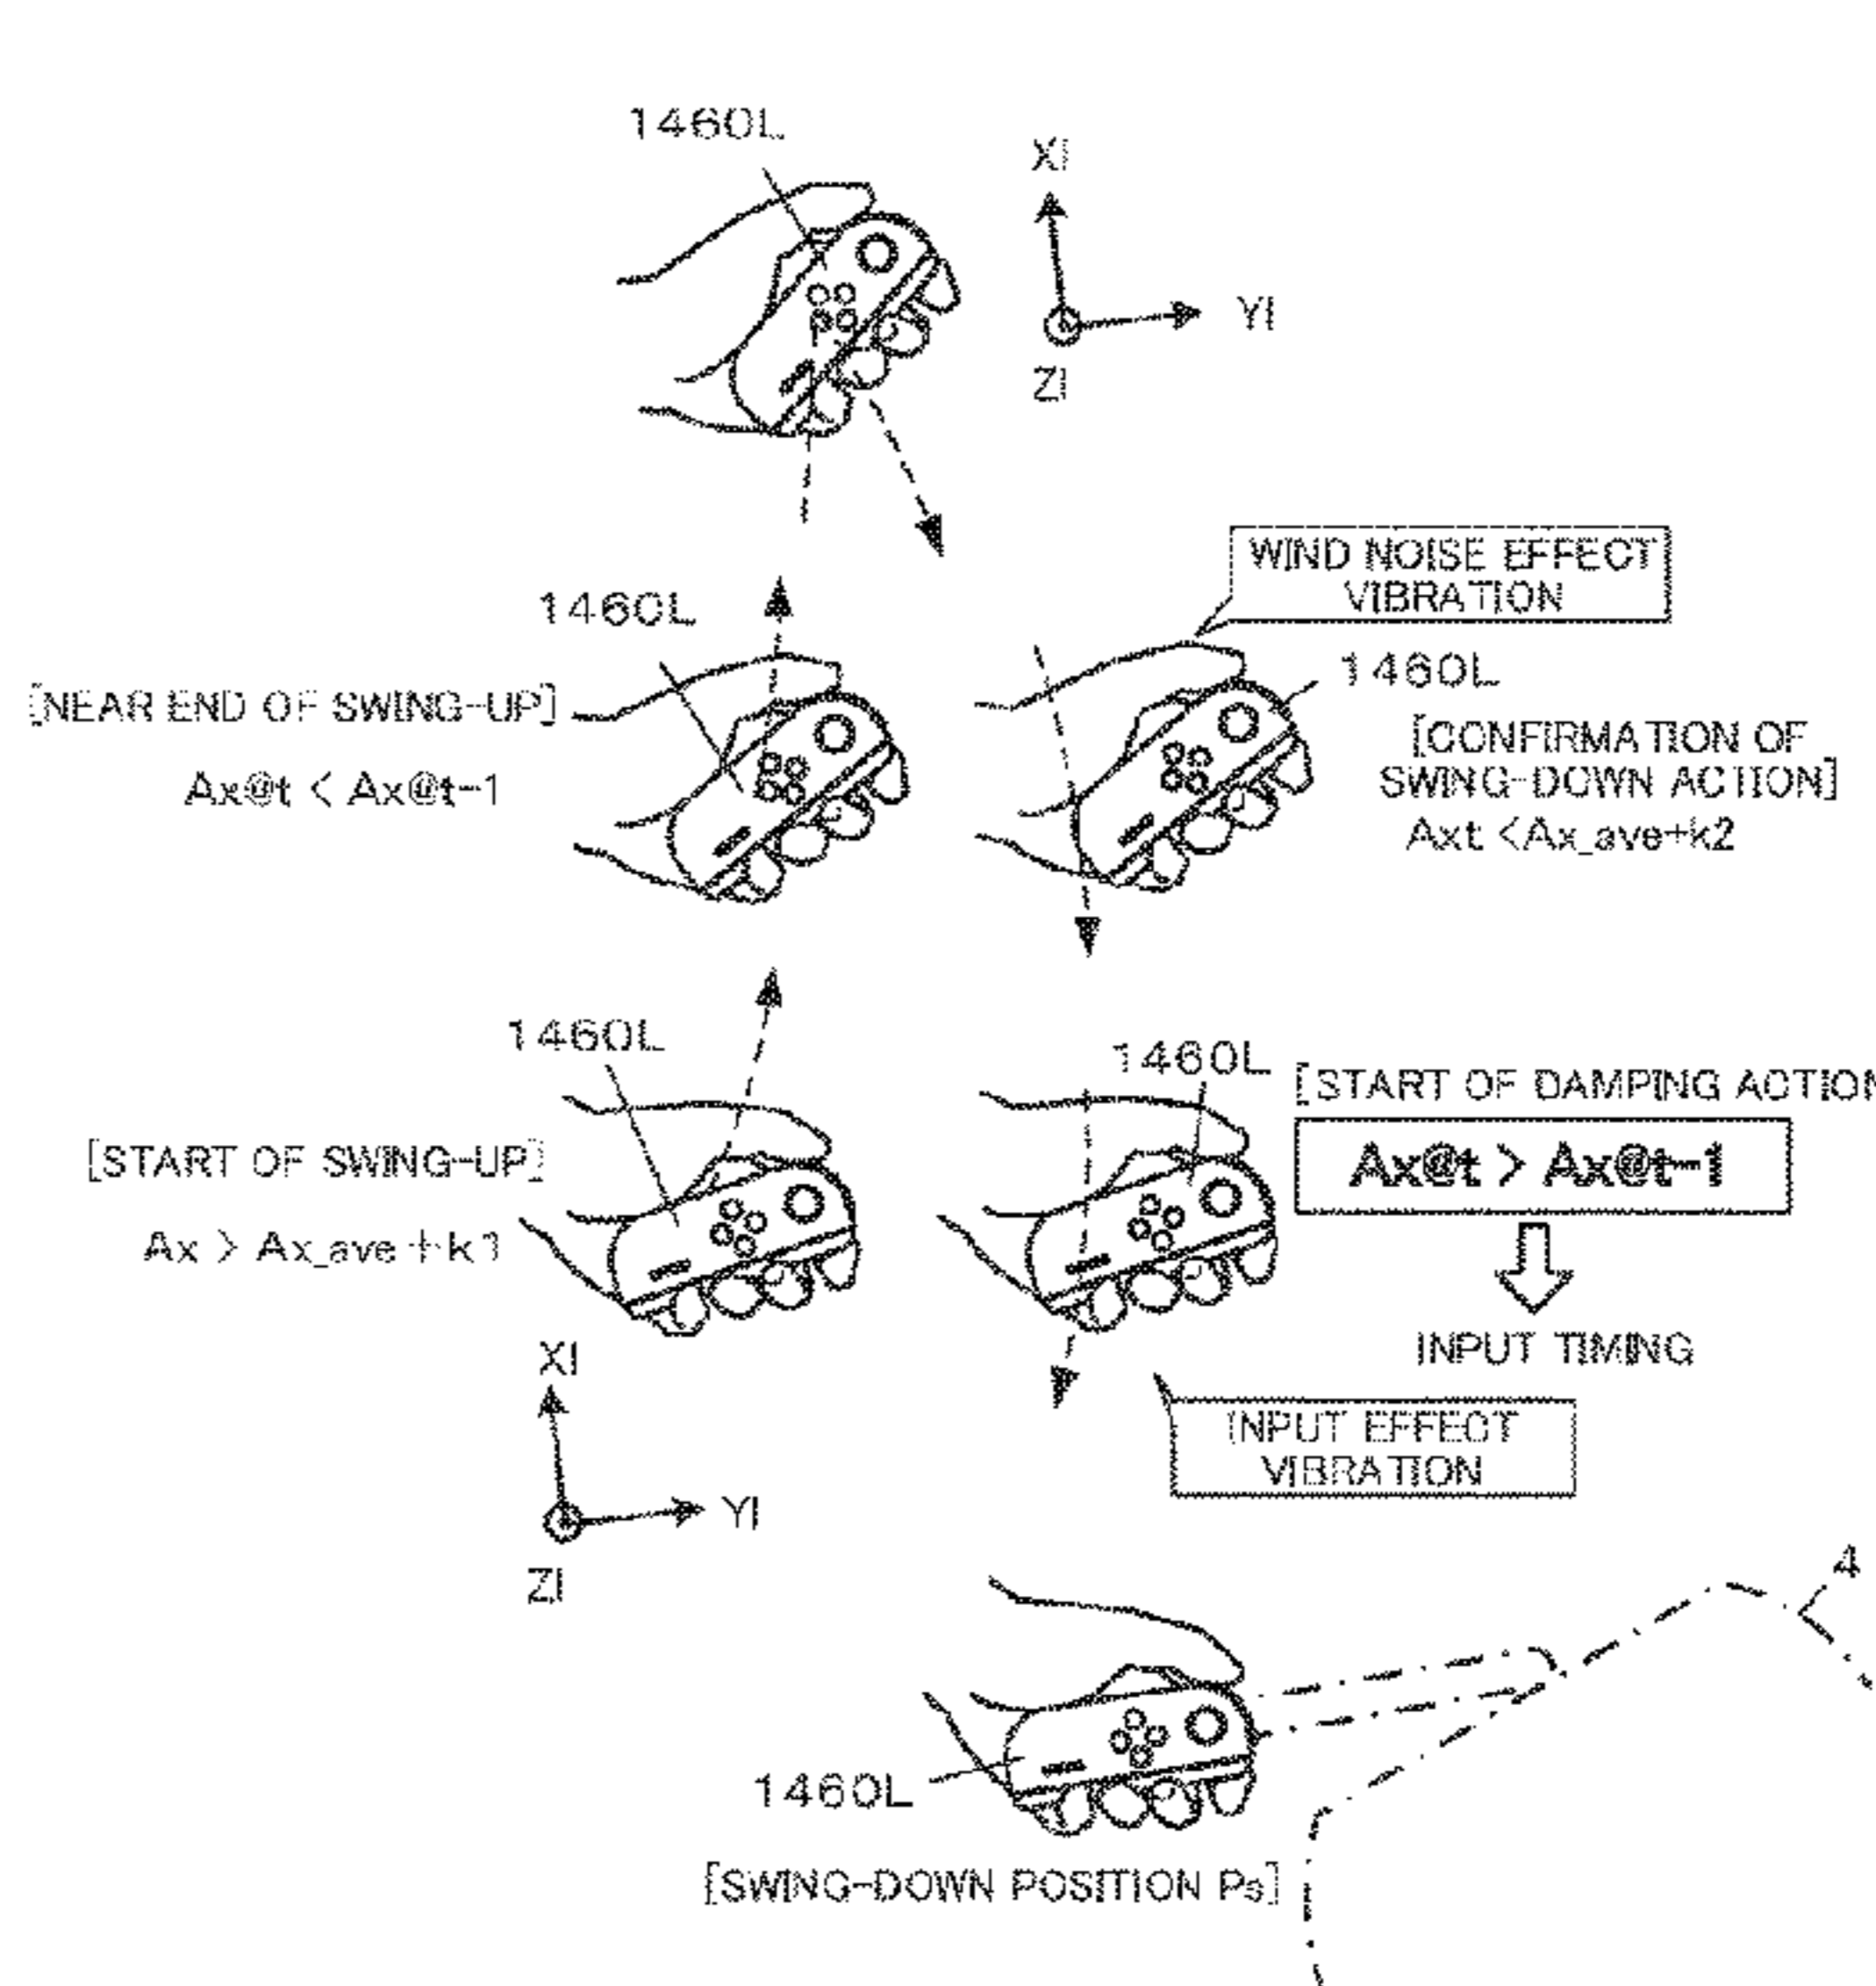 1460L
XI
YI
ZI
WIND NOISE EFFECT
VIBRATION
1460L
1460L
[NEAR END OF SWING-UP]
Ax@t < Ax@t-1
[CONFIRMATION OF
SWING-DOWN ACTION]
Axt <Ax_ave+k2
1460L
1460L
[START OF DAMPING ACTION
Ax@t > Ax@t-1
[START OF SWING-UP]
Ax > Ax_ave +k1
INPUT TIMING
XI
YI
ZI
INPUT EFFECT
VIBRATION
4
1460L
[SWING-DOWN POSITION Ps]